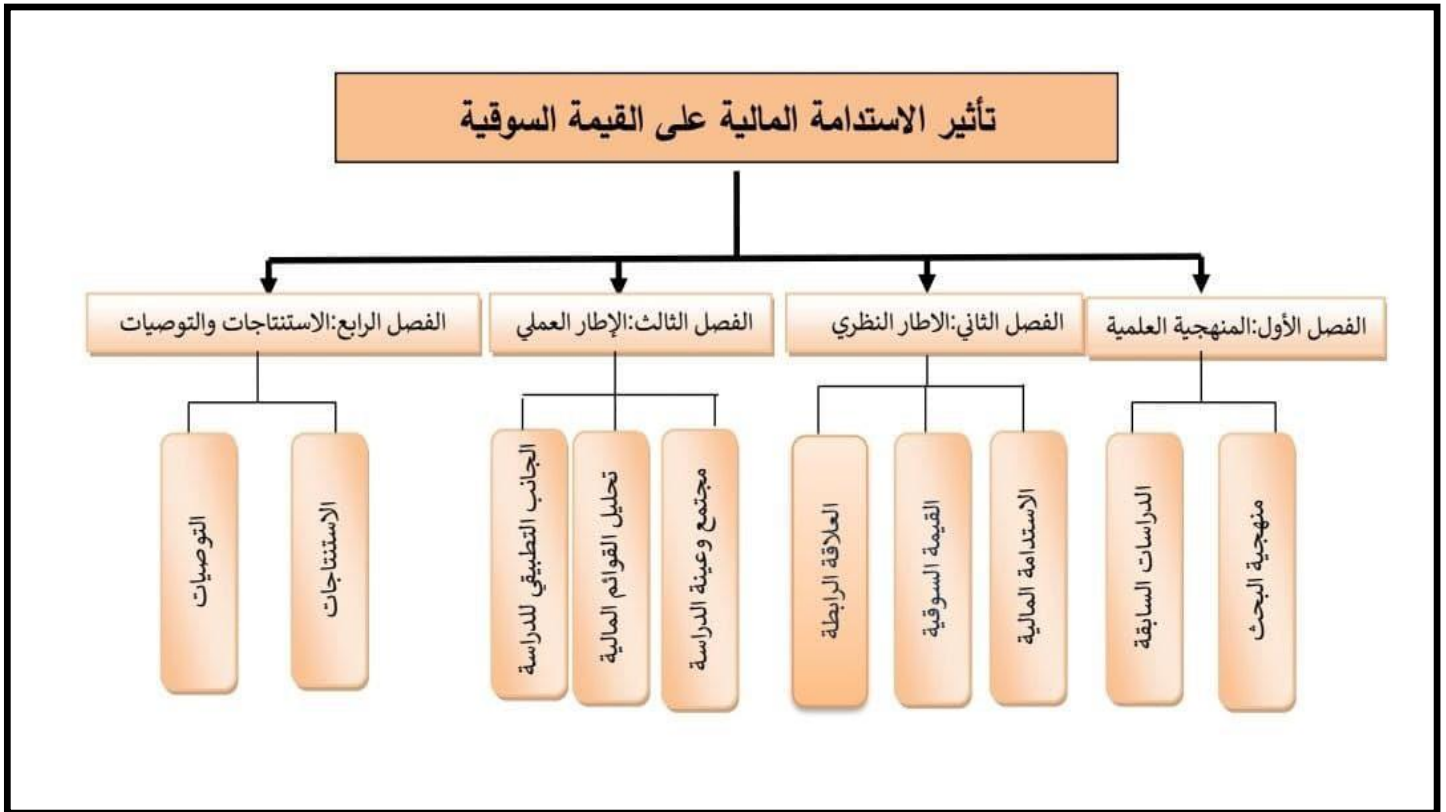 تأثير الاستدامة المالية على القيمة السوقية
الفصل الأول:المنهجية العلمية
الفصل الثاني:الاطار النظري
الفصل الثالث:الإطار العملي
الفصل الرابع:الاستنتاجات والتوصيات
منهجية البحث
الدراسات السابقة
الاستدامة المالية
القيمة السوقية
العلاقة الرابطة
مجتمع وعينة الدراسة
تحليل القوائم المالية
الجانب التطبيقي للدراسة
الاستنتاجات
التوصيات